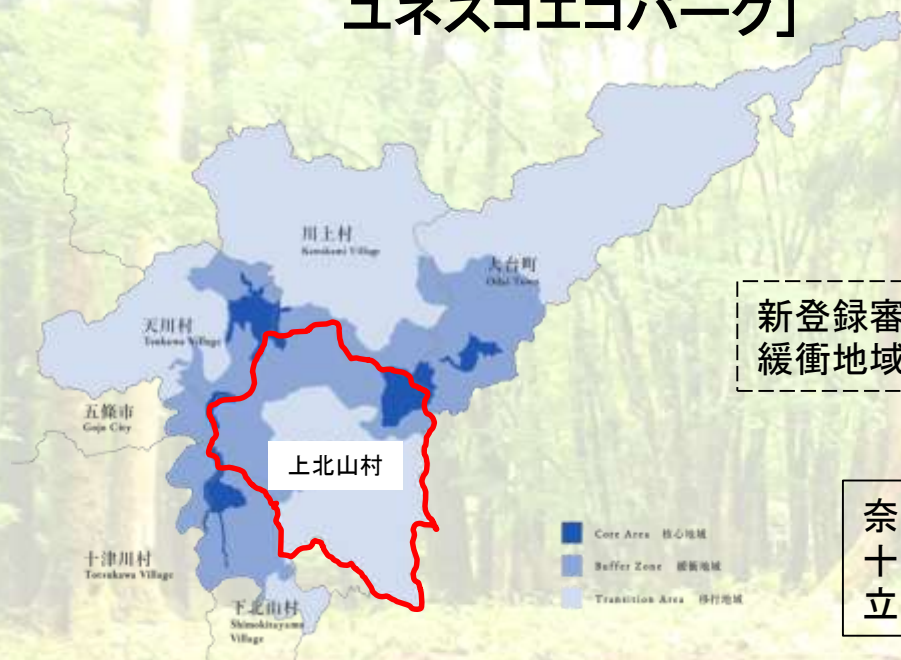 ユネスコエコパーク」
川上村
Kawakami Village
大台町
Odai Town
天川村
Tenkawa Village
新登録審
緩衝地域
五條市
Gojo City
上北山村
奈
十
立
Core Area 核心地域
Buffer Zone 緩衝地域
Transition Area 移行地域
十津川村
Totsukawa Village
下北山村
Shimokitayama
Village